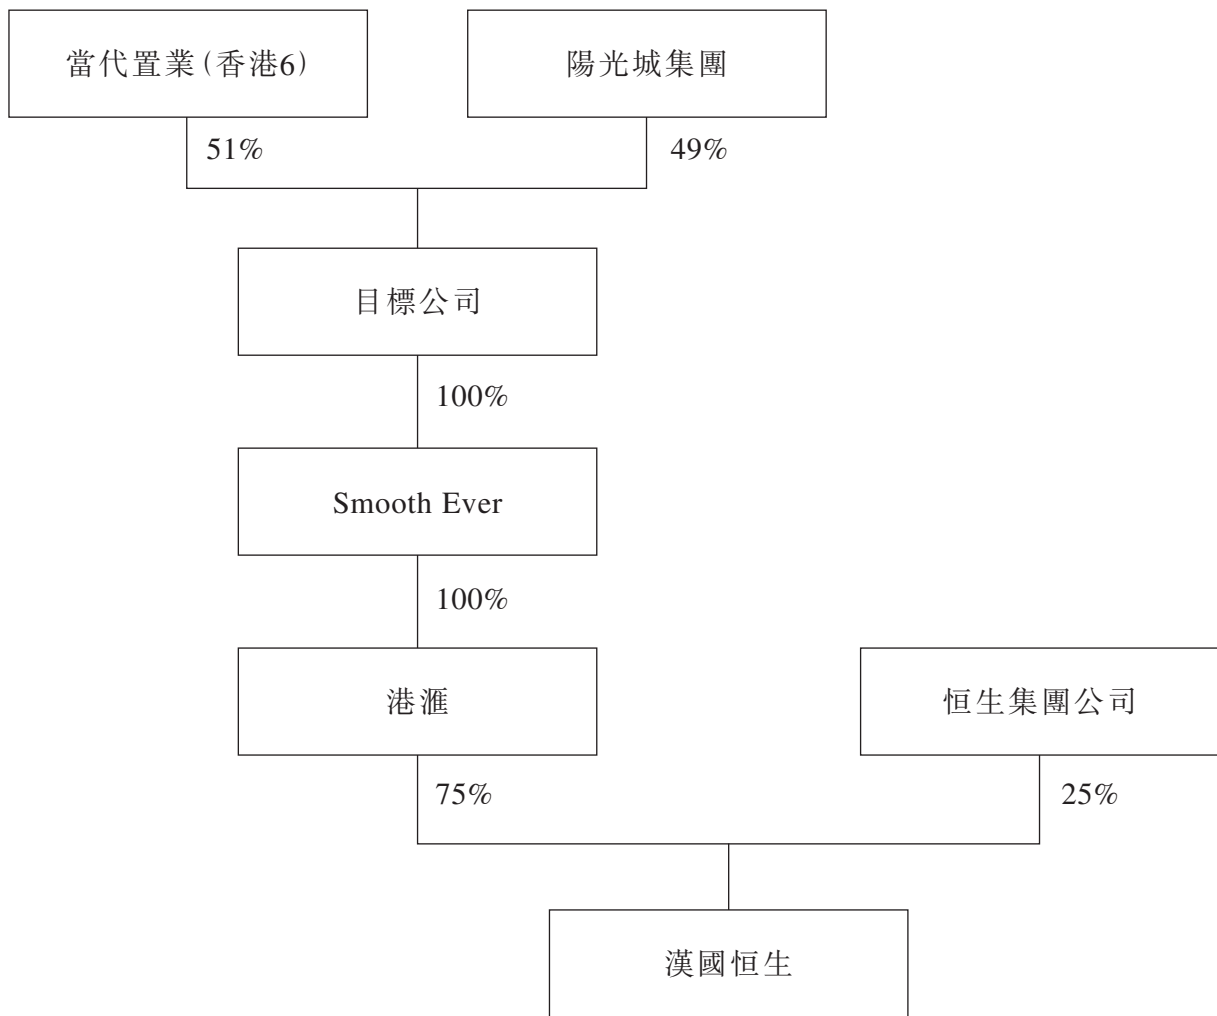 當代置業(香港6)
陽光城集團
51%
49%
目標公司
100%
Smooth Ever
100%
港滙
恒生集團公司
75%
25%
漢國恒生